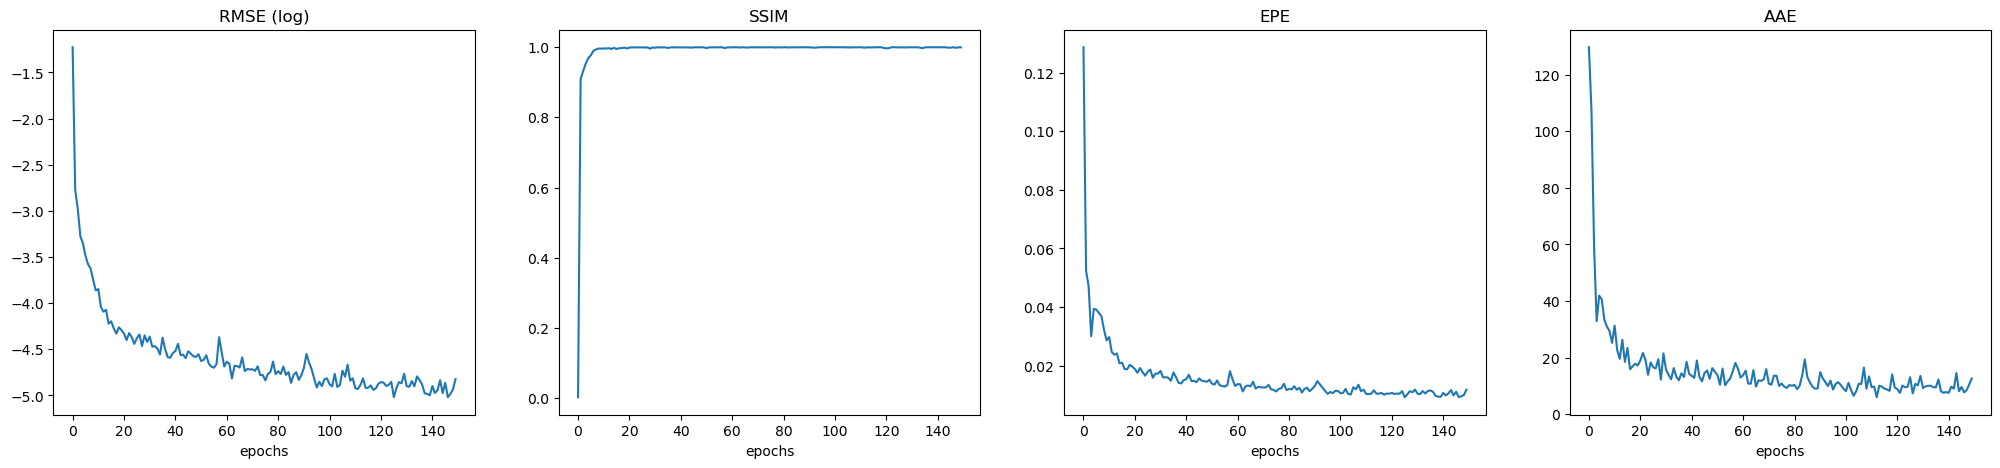 RMSE (log)
−1.5
−2.0
−2.5
−3.0
−3.5
−4.0
−4.5
−5.0
0 20 40 60 80 100 120 140
epochs
SSIM
1.0
0.8
0.6
0.4
0.2
0.0
0 20 40 60 80 100 120 140
epochs
EPE
0.12
0.10
0.08
0.06
0.04
0.02
0 20 40 60 80 100 120 140
epochs
AAE
120
100
80
60
40
20
0
0 20 40 60 80 100 120 140
epochs